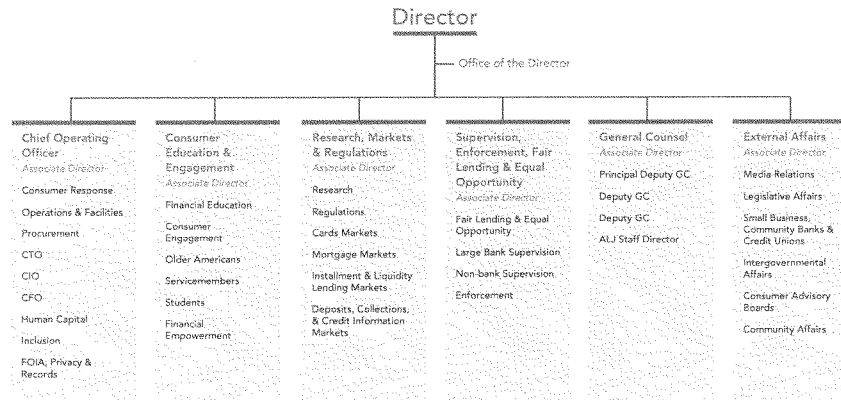 Director
Office of the Director
Chief Operating
Officer
Associate Director
Consumer Response
Operations & Facilities
Procurement
CTO
CIO
CFO
Human Capital
Inclusion
FOIA, Privacy &
Records
Consumer
Education &
Engagement
Associate Director
Financial Education
Consumer
Engagement
Older Americans
Servicemembers
Students
Financial
Empowerment
Research, Markets
& Regulations
Associate Director
Research
Regulations
Cards Markets
Mortgage Markets
Installment & Liquidity
Lending Markets
Deposits, Collections,
& Credit Information
Markets
Supervision,
Enforcement, Fair
Lending & Equal
Opportunity
Associate Director
Fair Lending & Equal
Opportunity
Large Bank Supervision
Non-bank Supervision
Enforcement
General Counsel
Associate Director
Principal Deputy GC
Deputy GC
Deputy GC
ALJ Staff Director
External Affairs
Associate Director
Media Relations
Legislative Affairs
Small Business,
Community Banks &
Credit Unions
Intergovernmental
Affairs
Consumer Advisory
Boards
Community Affairs